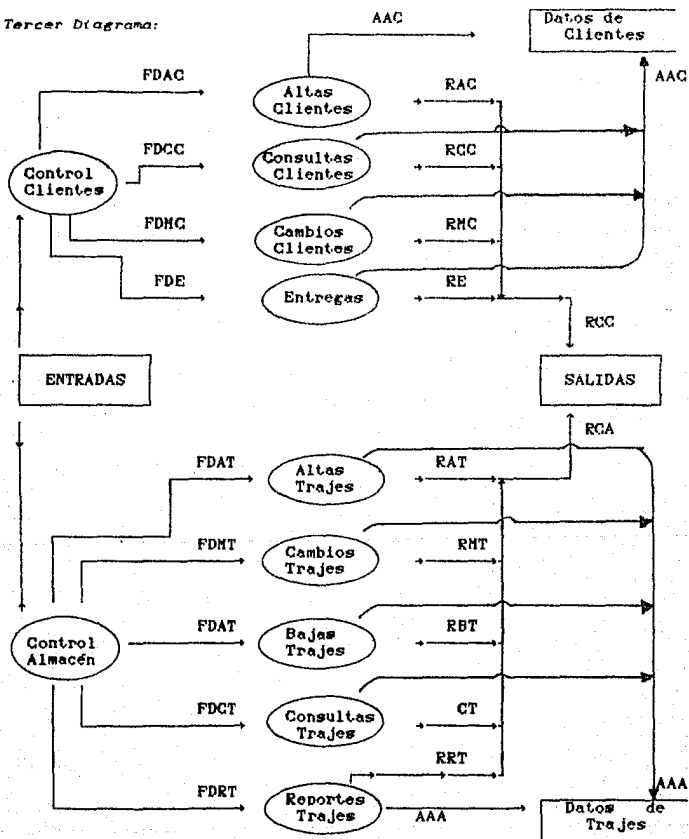 Tercer Diagrama:
AAC
Datos de
Clientes
FDAC
Altas
Clientes
RAC
AAC
FDCC
Consultas
Clientes
RCC
Control
Clientes
FDMC
Cambios
Clientes
RMC
FDE
Entregas
RE
RCC
ENTRADAS
SALIDAS
RCA
FDAT
Altas
Trajes
RAT
FDMT
Cambios
Trajes
RMT
Control
Almacén
FDAT
Bajas
Trajes
RBT
FDCT
Consultas
Trajes
CT
RRT
FDRT
Reportes
Trajes
AAA
AAA
Datos de
Trajes